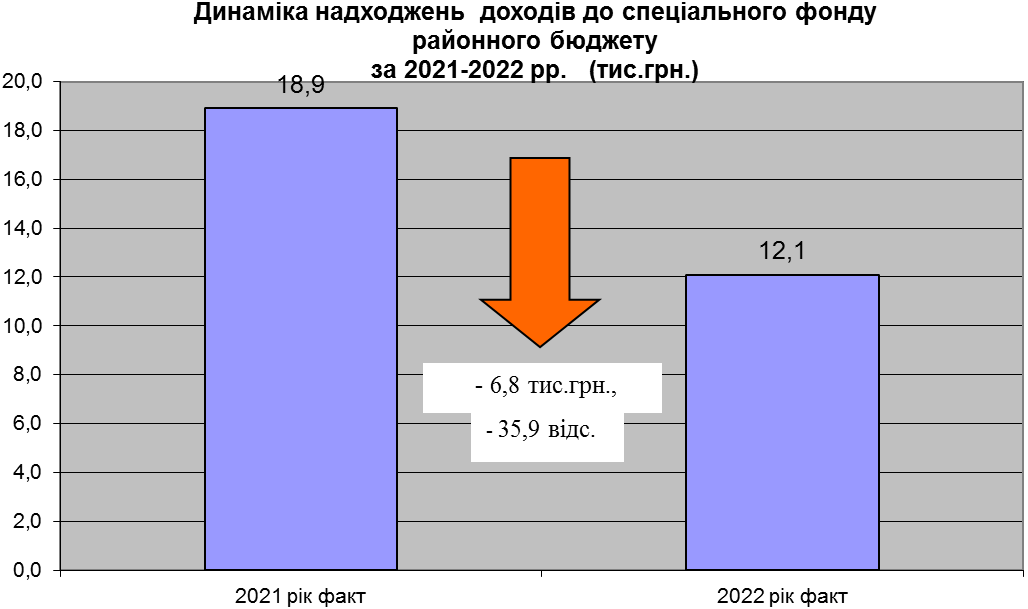 Динаміка надходжень доходів до спеціального фонду
районного бюджету
за 2021-2022 рр. (тис.грн.)
20,0
18,0
16,0
14,0
12,0
10,0
8,0
6,0
4,0
2,0
0,0
18,9
12,1
- 6,8 тис.грн.,
- 35,9 відс.
2021 рік факт
2022 рік факт